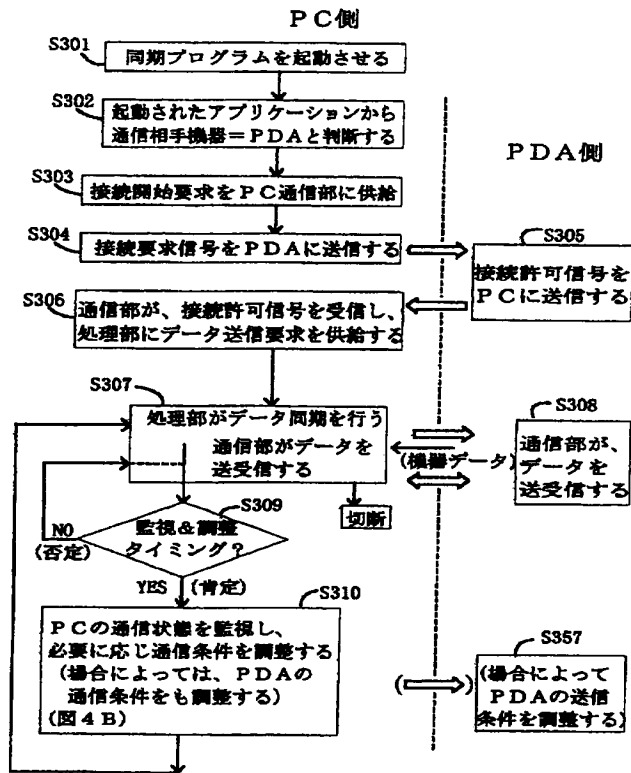 PC側
S301
同期プログラムを起動させる
S302
起動されたアプリケーションから
通信相手機器＝PDAと判断する
PDA側
S303
接続開始要求をPC通信部に供給
S304
接続要求信号をPDAに送信する
S305
接続許可信号を
PCに送信する
S306
通信部が、接続許可信号を受信し、
処理部にデータ送信要求を供給する
S307
処理部がデータ同期を行う
通信部がデータを
送受信する
(機器データ)
S308
通信部が、
データを
送受信する
切断
S309
監視&調整
タイミング？
NO
(否定)
YES (肯定)
S310
PCの通信状態を監視し、
必要に応じ通信条件を調整する
(場合によっては、PDAの
通信条件をも調整する)
(図4B)
S357
(場合によって
PDAの送信
条件を調整する)